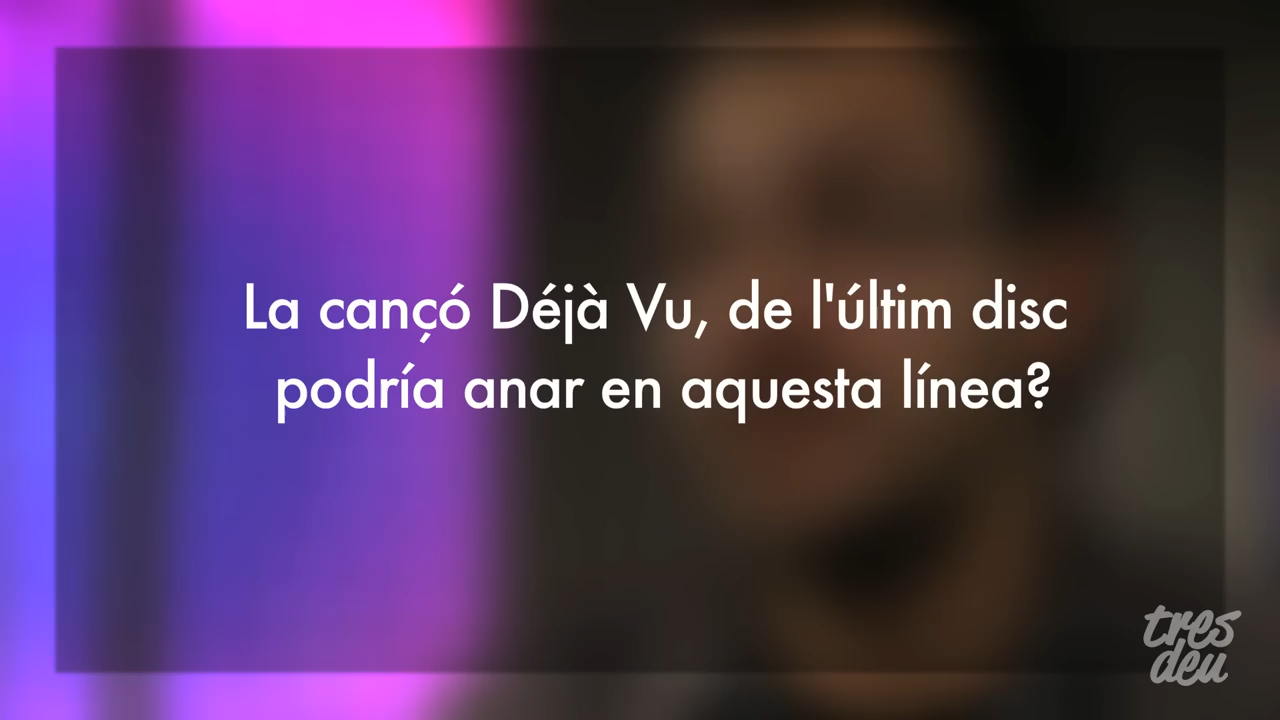 La cançó Déjà Vu, de l'últim disc
podría anar en aquesta línea?
tres
deu